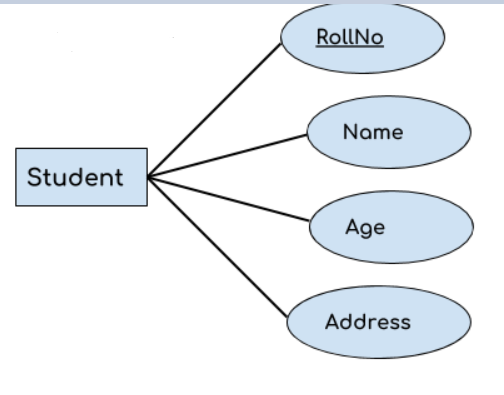 RollNo
Name
Student
Age
Address